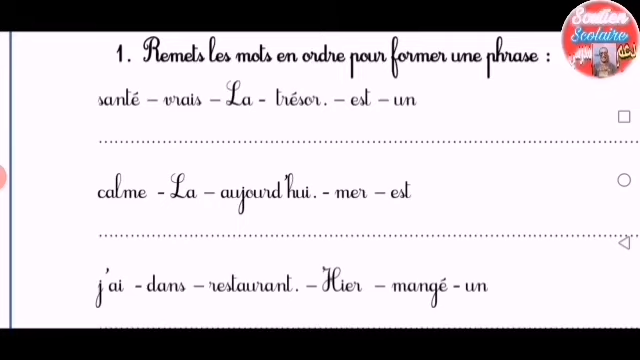 Soutien
Scolaire
1. Remets les mots en ordre pour former une phrase :
santé – vrais – La - trésor. – est – un
calme - La – aujourd'hui. - mer – est
j'ai - dans – restaurant. – Hier – mangé - un